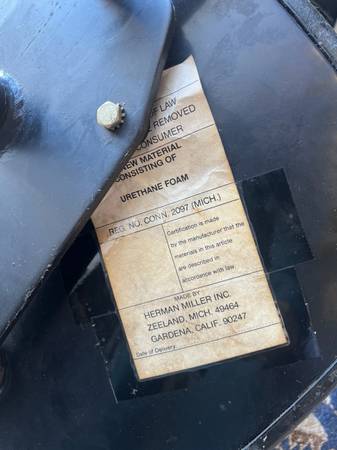 OF LAW
REMOVED
CONSUMER
NEW MATERIAL
CONSISTING OF
URETHANE FOAM
REG. NO. CONN. 2097 (MICH.)
Certification is made
by the manufacturer that the
materials in this article
are described in
accordance with law.
MADE BY
HERMAN MILLER INC.
ZEELAND, MICH. 49464
GARDENA, CALIF. 90247
Date of Delivery